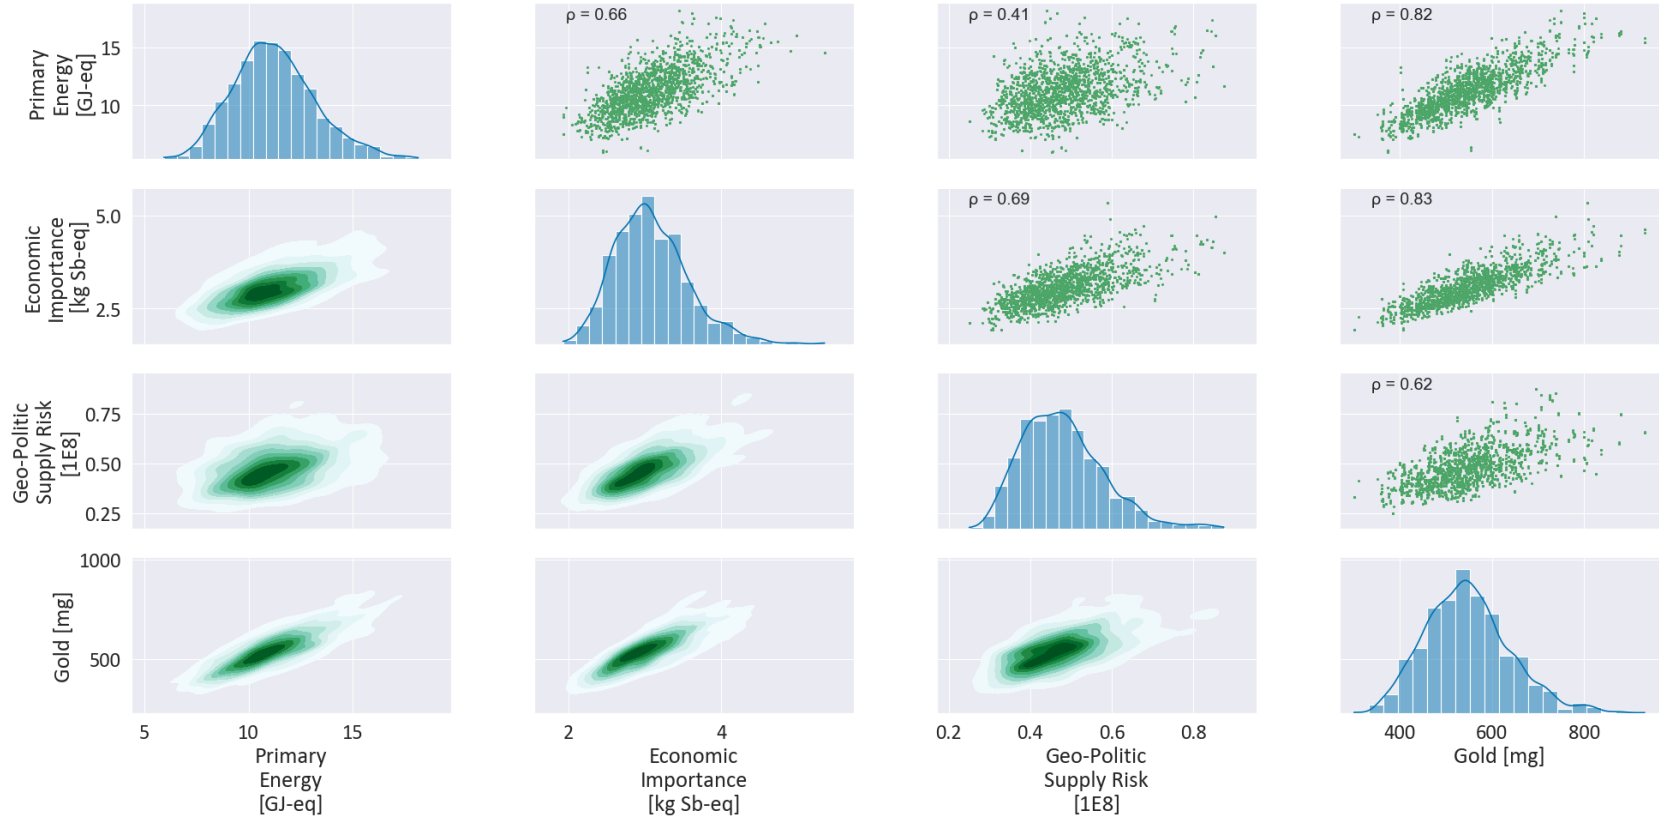 Primary
Energy
[GJ-eq]
15
10
ρ = 0.66
ρ = 0.41
ρ = 0.82
Economic
Importance
[kg Sb-eq]
5.0
2.5
ρ = 0.69
ρ = 0.83
Geo-Politic
Supply Risk
[1E8]
0.75
0.50
0.25
ρ = 0.62
Gold [mg]
1000
500
5 10 15
2 4
0.2 0.4 0.6 0.8
400 600 800
Primary
Energy
[GJ-eq]
Economic
Importance
[kg Sb-eq]
Geo-Politic
Supply Risk
[1E8]
Gold [mg]